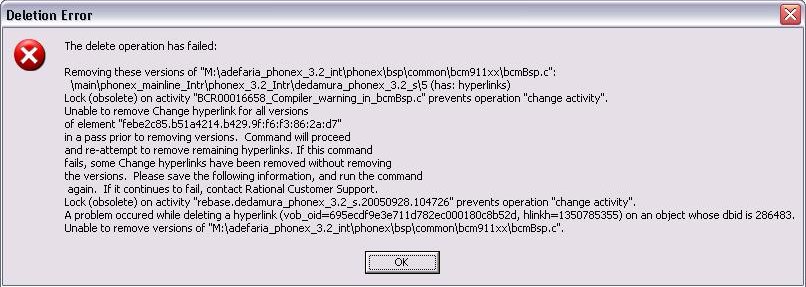 Deletion Error
The delete operation has failed:
Removing these versions of "M:\adefaria_phonex_3.2_int\phonex\bsp\common\bcm911xx\bcmBsp.c":
\main\phonex_mainline_Intr\phonex_3.2_Intr\dedamura_phonex_3.2_s\5 (has: hyperlinks)
Lock (obsolete) on activity "BCR00016658_Compiler_warning_in_bcmBsp.c" prevents operation "change activity".
Unable to remove Change hyperlink for all versions
of element "febe2c85.b51a4214.b429.9f:f6:f3:86:2a:d7"
in a pass prior to removing versions.  Command will proceed
and re-attempt to remove remaining hyperlinks. If this command
fails, some Change hyperlinks have been removed without removing
the versions.  Please save the following information, and run the command
again.  If it continues to fail, contact Rational Customer Support.
Lock (obsolete) on activity "rebase.dedamura_phonex_3.2_s.20050928.104726" prevents operation "change activity".
A problem occured while deleting a hyperlink (vob_oid=695ecdf9e3e711d782ec000180c8b52d, hlinkh=1350785355) on an object whose dbid is 286483.
Unable to remove versions of "M:\adefaria_phonex_3.2_int\phonex\bsp\common\bcm911xx\bcmBsp.c".
OK